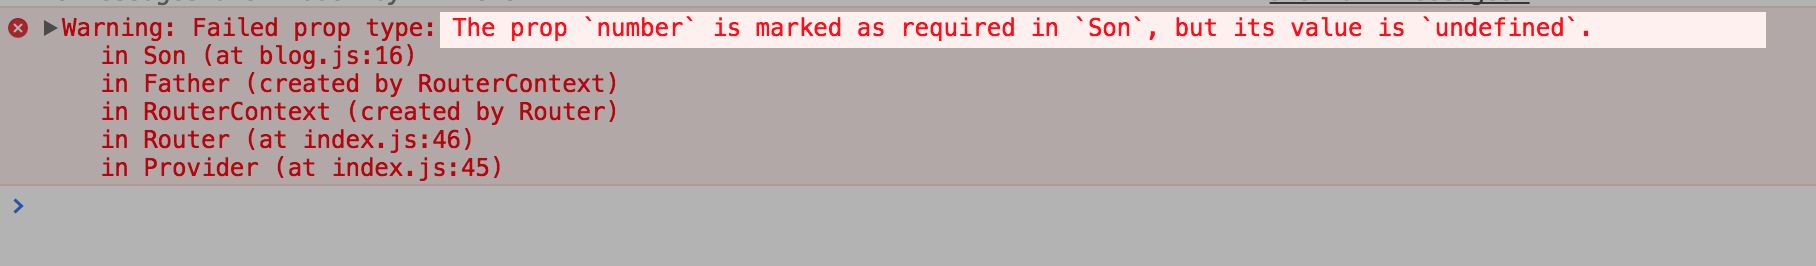 Warning: Failed prop type: The prop `number` is marked as required in `Son`, but its value is `undefined`.
in Son (at blog.js:16)
in Father (created by RouterContext)
in RouterContext (created by Router)
in Router (at index.js:46)
in Provider (at index.js:45)